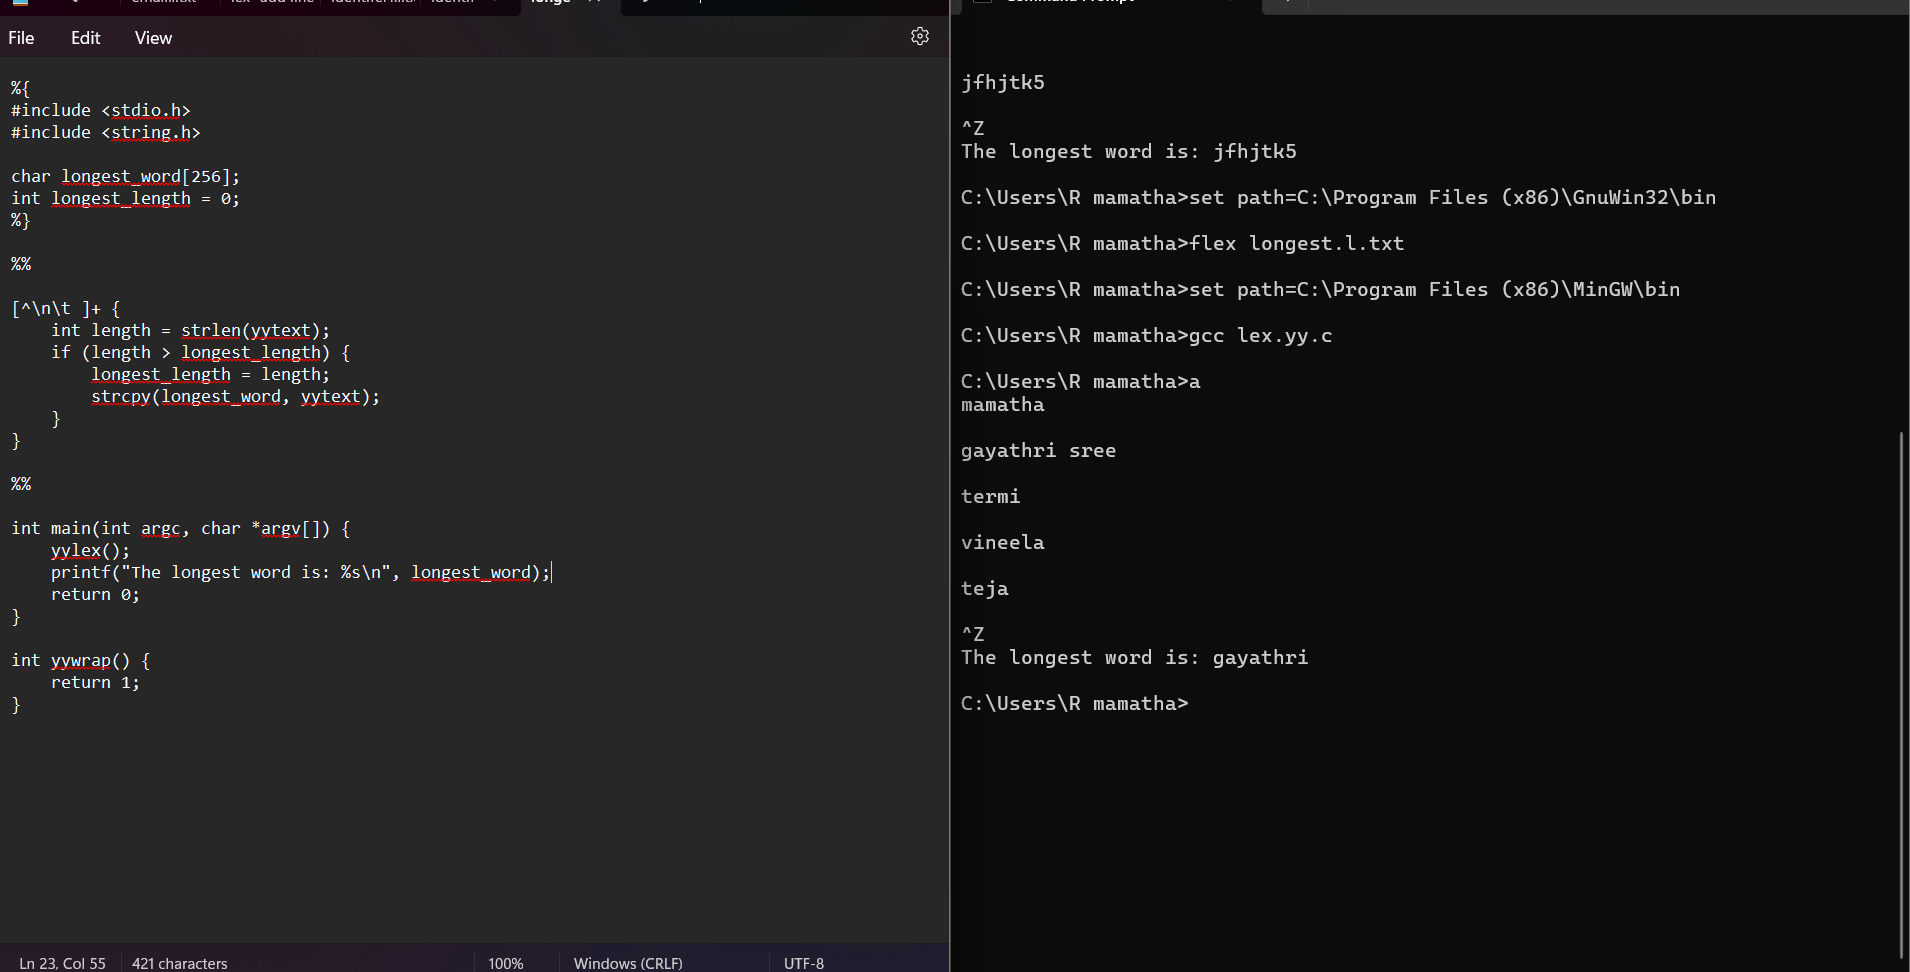 File Edit View
%{
#include <stdio.h>
#include <string.h>
char longest_word[256];
int longest_length = 0;
%}
%%
[^\n\t ]+ {
    int length = strlen(yytext);
    if (length > longest_length) {
        longest_length = length;
        strcpy(longest_word, yytext);
    }
}
%%
int main(int argc, char *argv[]) {
    yylex();
    printf("The longest word is: %s\n", longest_word);
    return 0;
}
int yywrap() {
    return 1;
}
Ln 23, Col 55 421 characters 100% Windows (CRLF) UTF-8
Command Prompt
jfhjtk5
^Z
The longest word is: jfhjtk5
C:\Users\R mamatha>set path=C:\Program Files (x86)\GnuWin32\bin
C:\Users\R mamatha>flex longest.l.txt
C:\Users\R mamatha>set path=C:\Program Files (x86)\MinGW\bin
C:\Users\R mamatha>gcc lex.yy.c
C:\Users\R mamatha>a
mamatha
gayathri sree
termi
vineela
teja
^Z
The longest word is: gayathri
C:\Users\R mamatha>